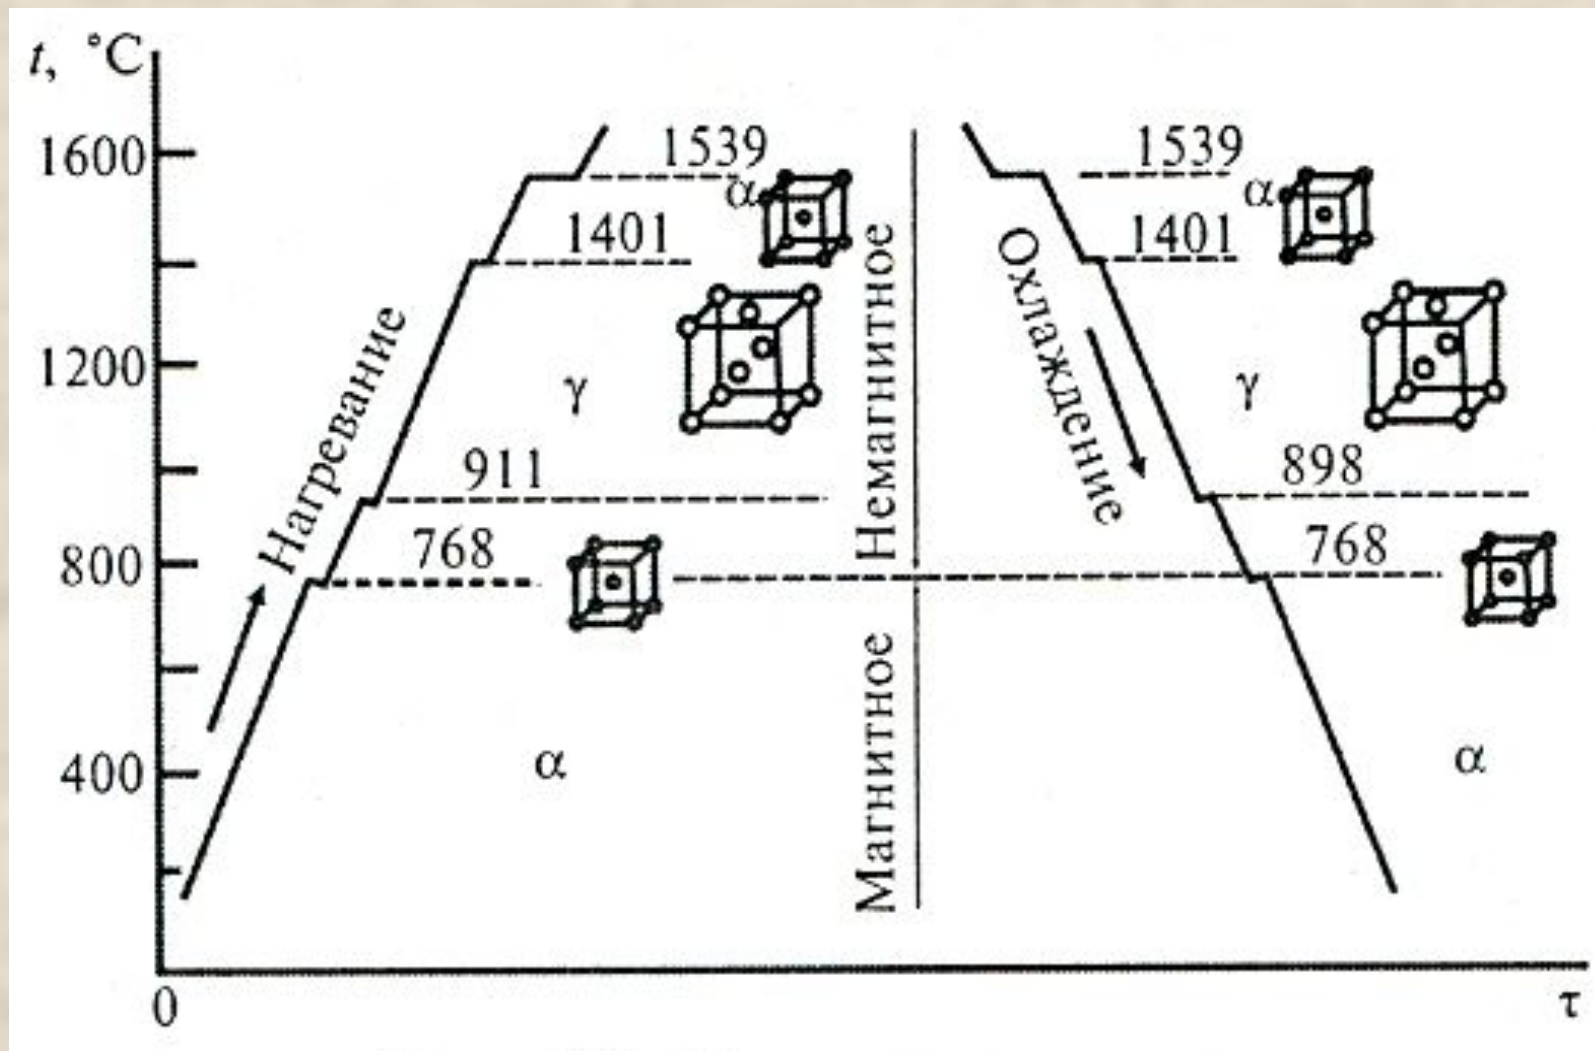 t, °C
1600
1200
800
400
0
τ
Нагревание
1539
α
1401
γ
911
768
α
Немагнитное
Магнитное
Охлаждение
1539
α
1401
γ
898
768
α